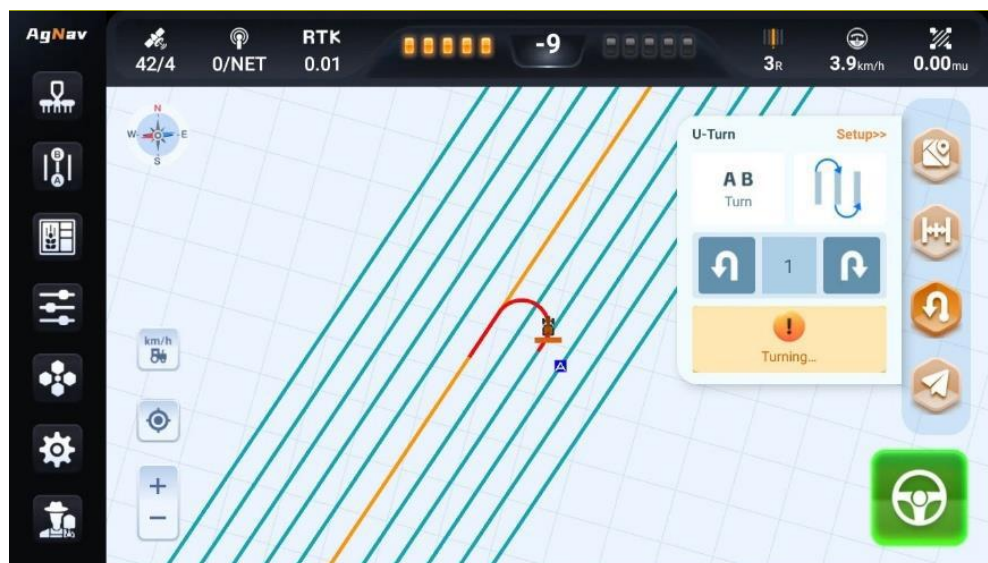 AgNav
42/4
0/NET
RTK
0.01
-9
3R
3.9km/h
0.00mu
N
W
E
S
U-Turn
Setup>>
A B
Turn
1
!
Turning...
km/h
A
B
A
+
−